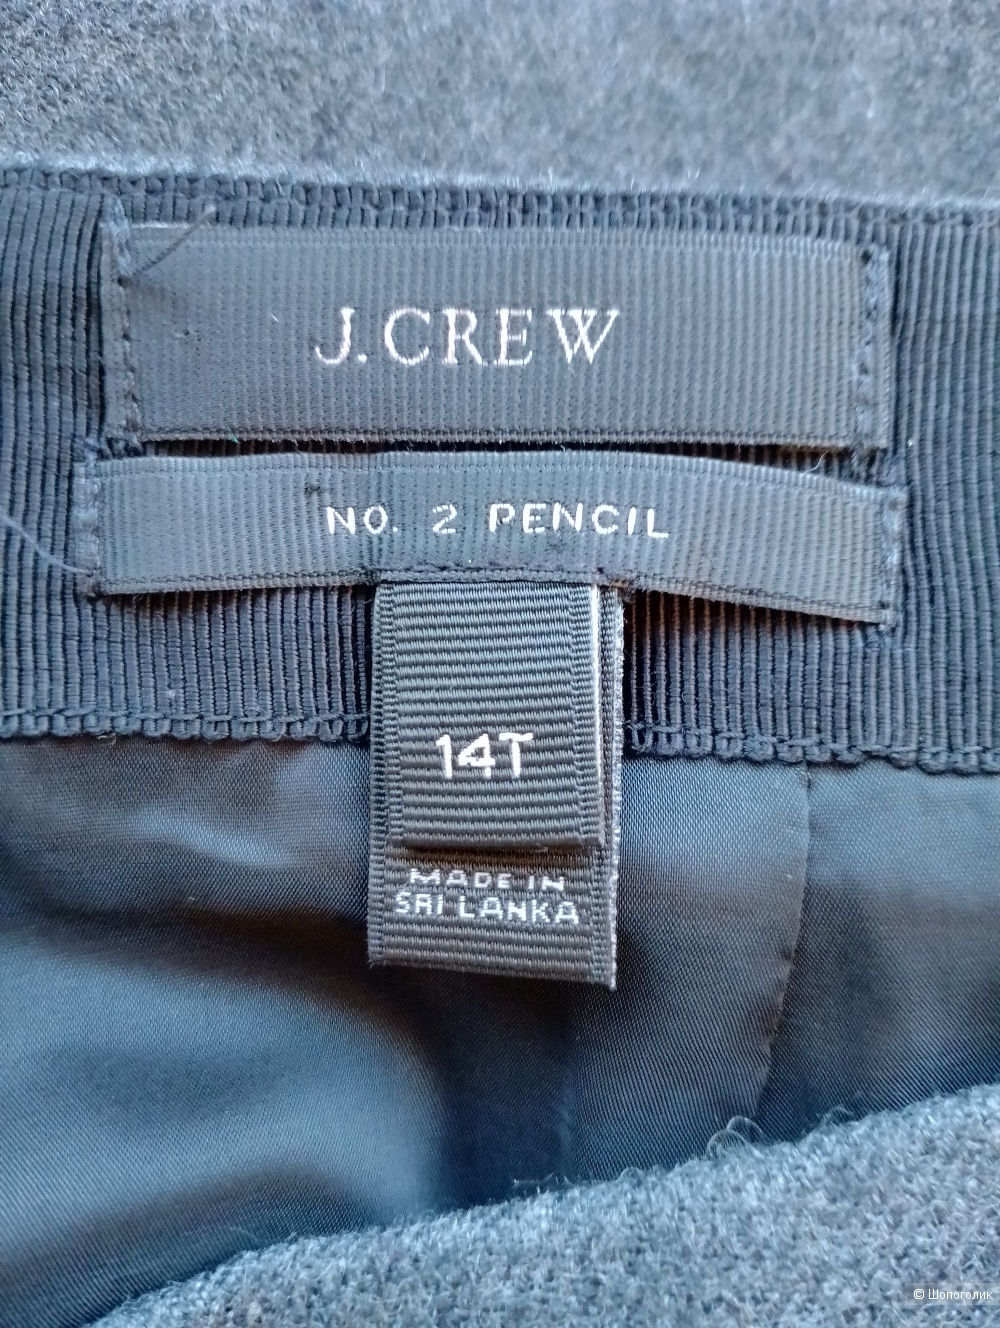 J.CREW
NO. 2 PENCIL
14T
MADE IN
SRI LANKA
© Шопоголик